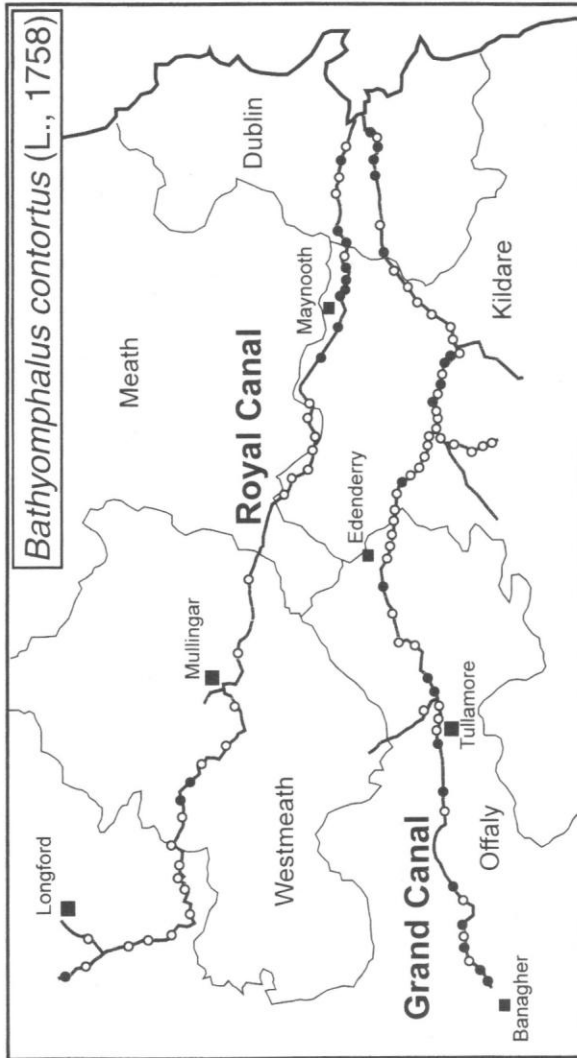 Bathyomphalus contortus (L., 1758)
Longford
Mullingar
Meath
Dublin
Royal Canal
Maynooth
Westmeath
Edenderry
Kildare
Grand Canal
Offaly
Tullamore
Banagher